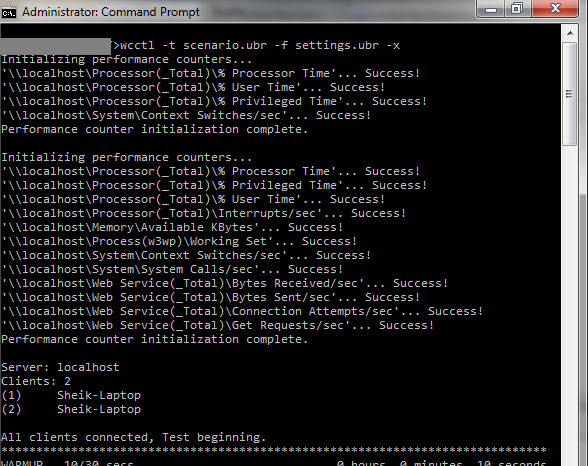 Administrator: Command Prompt
>wcctl -t scenario.ubr -f settings.ubr -x
Initializing performance counters...
'\\localhost\Processor(_Total)\% Processor Time'... Success!
'\\localhost\Processor(_Total)\% User Time'... Success!
'\\localhost\Processor(_Total)\% Privileged Time'... Success!
'\\localhost\System\Context Switches/sec'... Success!
Performance counter initialization complete.
Initializing performance counters...
'\\localhost\Processor(_Total)\% Processor Time'... Success!
'\\localhost\Processor(_Total)\% Privileged Time'... Success!
'\\localhost\Processor(_Total)\% User Time'... Success!
'\\localhost\Processor(_Total)\Interrupts/sec'... Success!
'\\localhost\Memory\Available KBytes'... Success!
'\\localhost\Process(w3wp)\Working Set'... Success!
'\\localhost\System\Context Switches/sec'... Success!
'\\localhost\System\System Calls/sec'... Success!
'\\localhost\Web Service(_Total)\Bytes Received/sec'... Success!
'\\localhost\Web Service(_Total)\Bytes Sent/sec'... Success!
'\\localhost\Web Service(_Total)\Connection Attempts/sec'... Success!
'\\localhost\Web Service(_Total)\Get Requests/sec'... Success!
Performance counter initialization complete.
Server: localhost
Clients: 2
(1) Sheik-Laptop
(2) Sheik-Laptop
All clients connected, Test beginning.
******************************************************************************
WARMUP 10/30 secs 0 hours, 0 minutes, 10 seconds